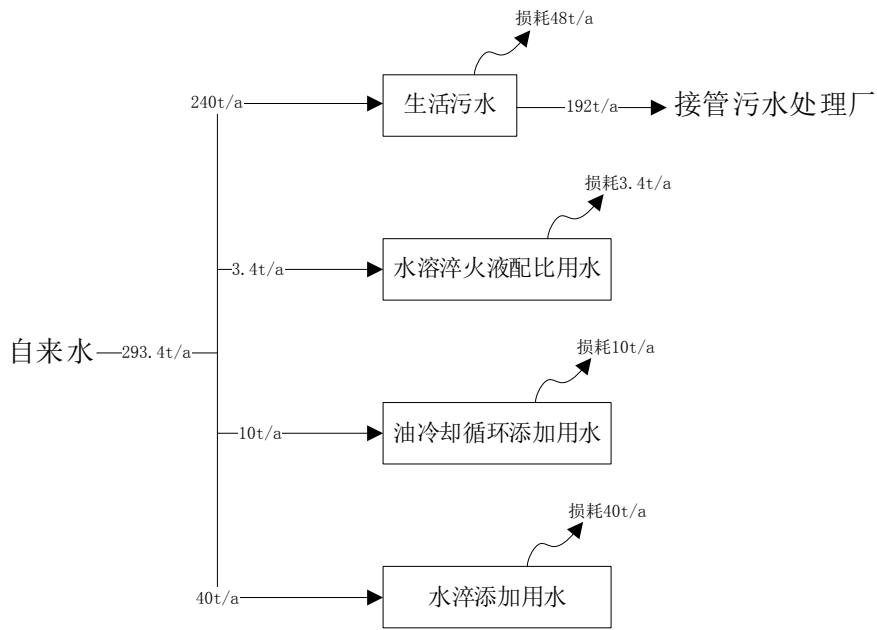 损耗48t/a
240t/a
生活污水
192t/a
接管污水处理厂
损耗3.4t/a
3.4t/a
水溶淬火液配比用水
自来水
293.4t/a
损耗10t/a
10t/a
油冷却循环添加用水
损耗40t/a
40t/a
水淬添加用水